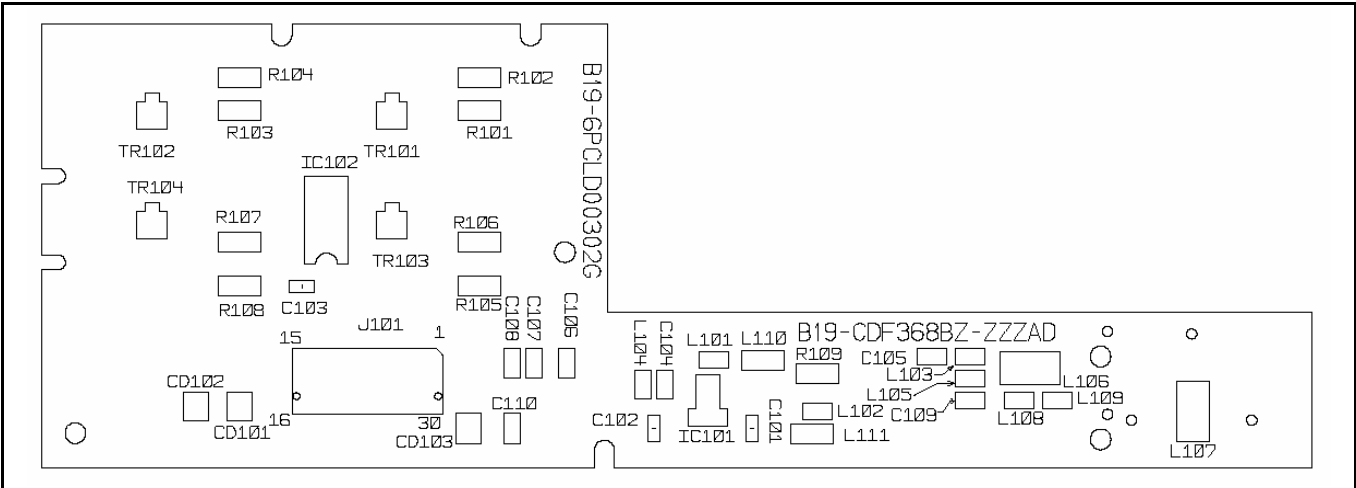 R104
R102
R103
R101
TR102
TR101
IC102
TR104
R107
R106
TR103
B19-6PCLD00302G
R108
C103
R105
C108
C107
C106
J101
15
1
16
30
CD102
CD101
CD103
C110
L104
C104
L101
L110
B19-CDF368BZ-ZZZAD
R109
C105
L103
L105
C109
L106
L109
L108
C102
IC101
C101
L102
L111
L107